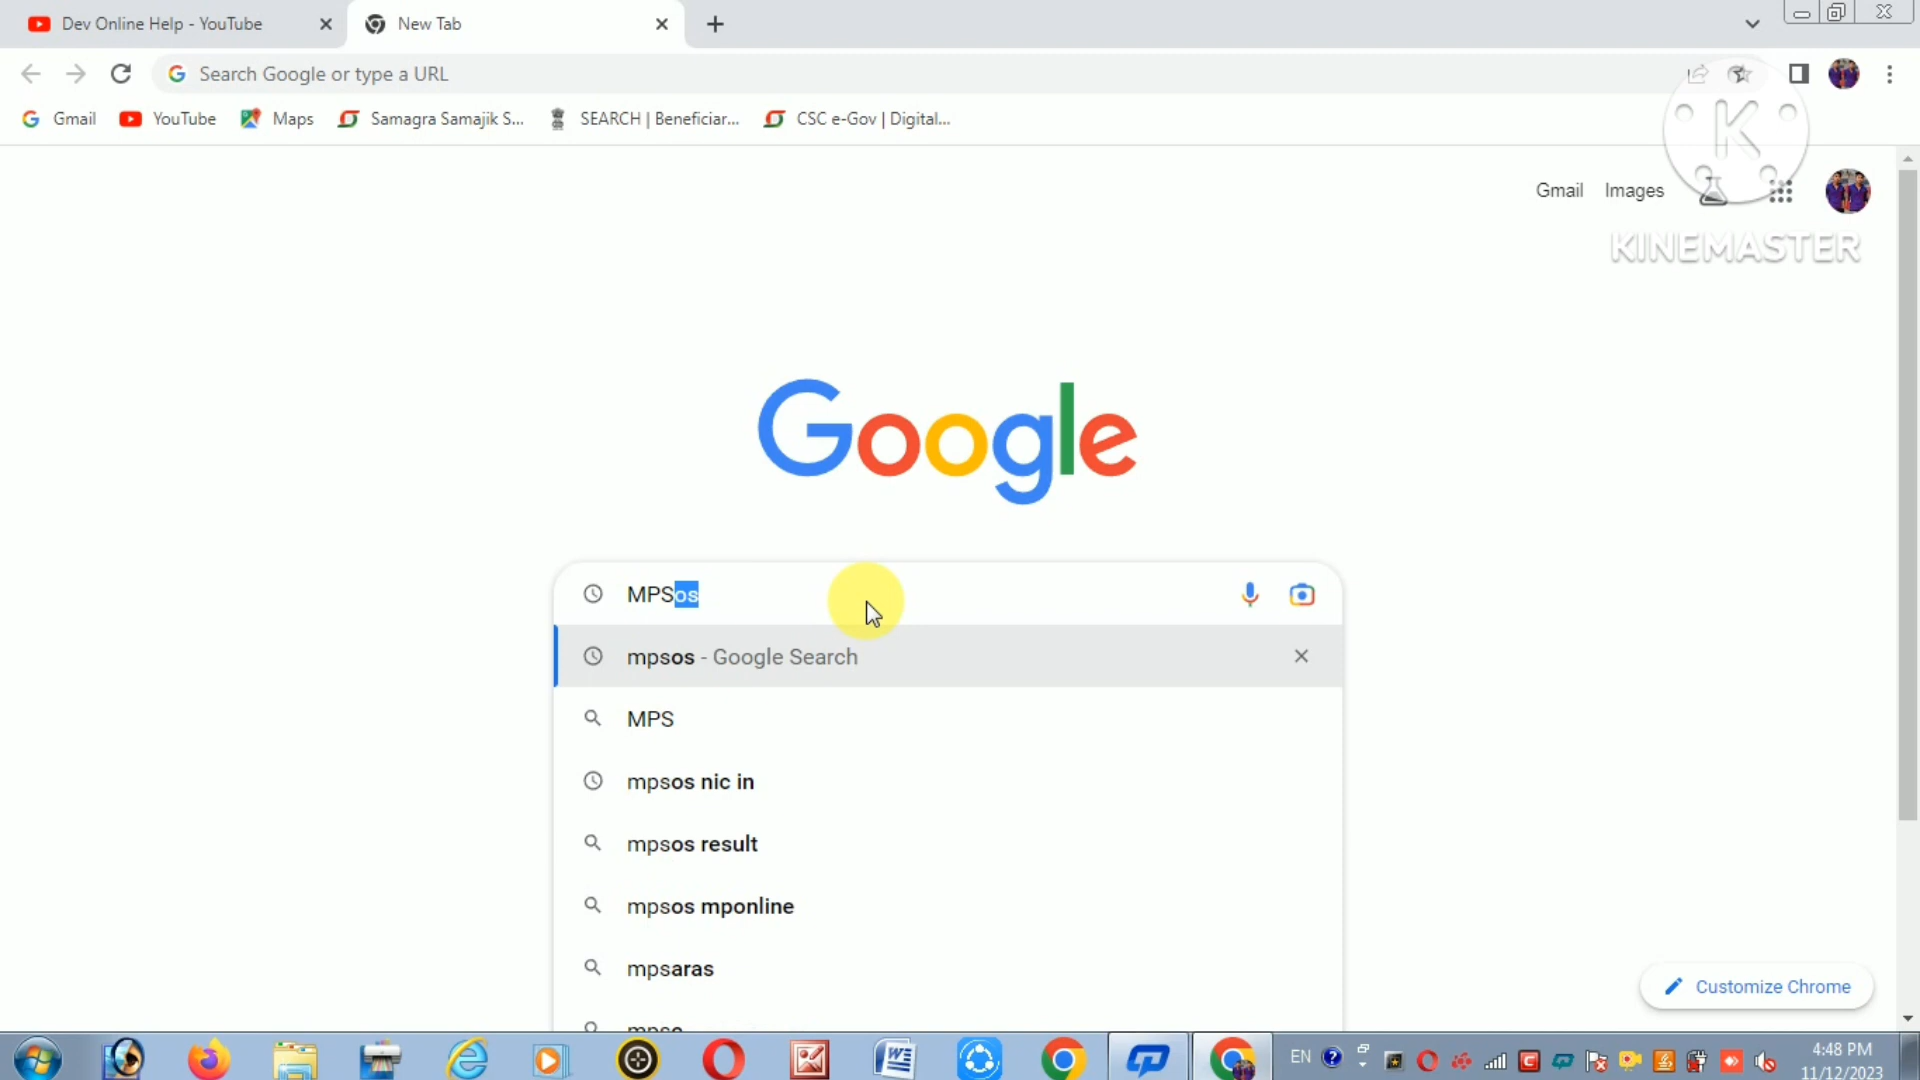 Dev Online Help - YouTube
New Tab
Search Google or type a URL
Gmail
YouTube
Maps
Samagra Samajik S...
SEARCH | Beneficiar...
CSC e-Gov | Digital...
K
Gmail
Images
KINEMASTER
Google
MPSos
mpsos - Google Search
MPS
mpsos nic in
mpsos result
mpsos mponline
mpsaras
Customize Chrome
EN
4:48 PM
11/12/2023